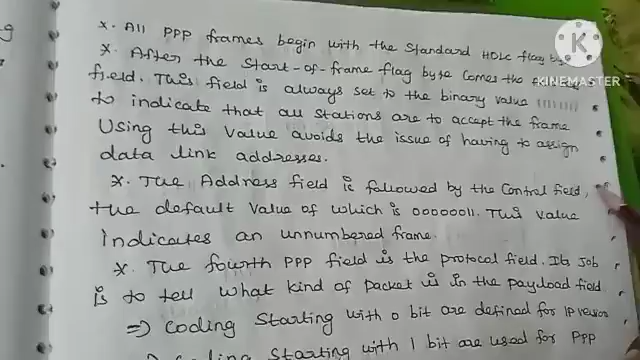 x. All PPP frames begin with the standard HDLC flag byte
x. After the Start-of-frame flag byte comes the
field. This field is always set to the binary value 11111111
to indicate that all stations are to accept the frame
Using this value avoids the issue of having to assign
data link addresses.
x. The Address field is followed by the Control field,
the default value of which is 00000011. This value
indicates an unnumbered frame.
x. The fourth PPP field is the protocol field. Its Job
is to tell what kind of packet is in the payload field
=> Coding Starting with 0 bit are defined for IP version
Coding Starting with 1 bit are used for PPP
K
KINEMASTER